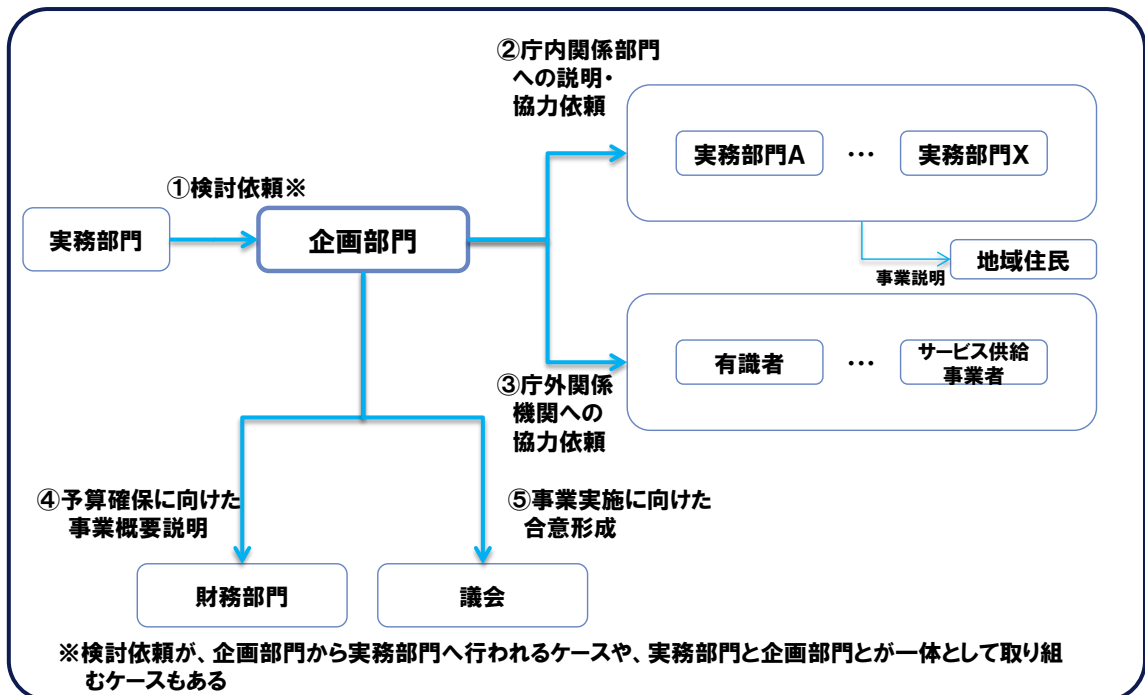 ②庁内関係部門
への説明・
協力依頼
実務部門A
…
実務部門X
①検討依頼※
実務部門
企画部門
地域住民
事業説明
有識者
…
サービス供給
事業者
③庁外関係
機関への
協力依頼
④予算確保に向けた
事業概要説明
⑤事業実施に向けた
合意形成
財務部門
議会
※検討依頼が、企画部門から実務部門へ行われるケースや、実務部門と企画部門とが一体として取り組
むケースもある